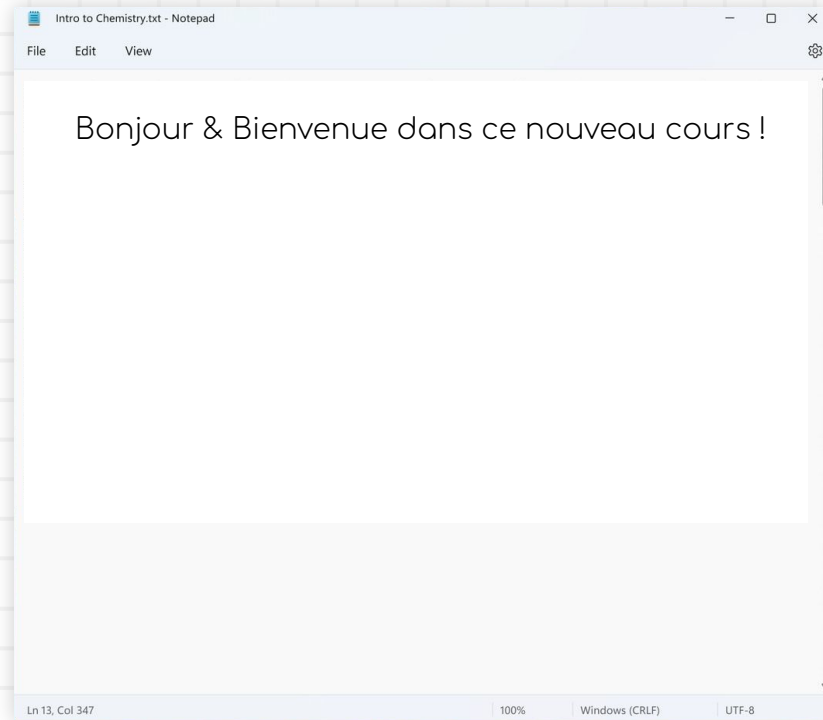 Intro to Chemistry.txt - Notepad
File Edit View
Bonjour & Bienvenue dans ce nouveau cours !
Ln 13, Col 347 100% Windows (CRLF) UTF-8